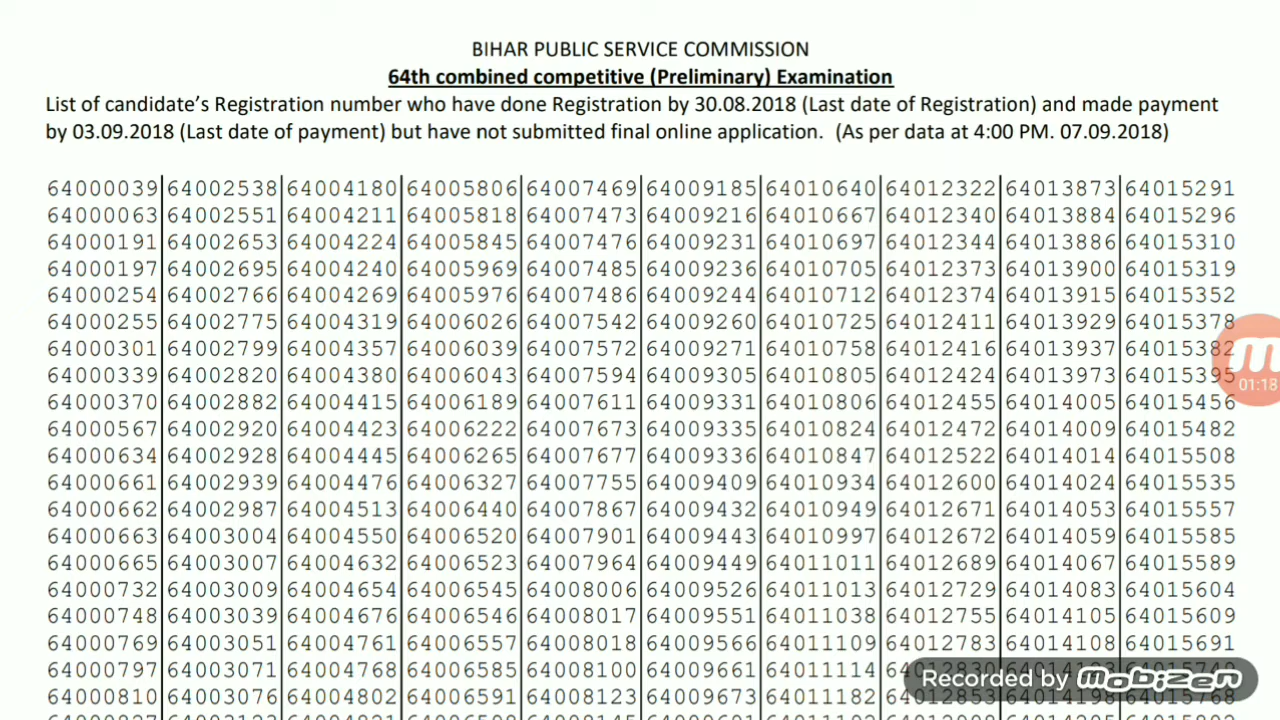 BIHAR PUBLIC SERVICE COMMISSION
64th combined competitive (Preliminary) Examination
List of candidate's Registration number who have done Registration by 30.08.2018 (Last date of Registration) and made payment
by 03.09.2018 (Last date of payment) but have not submitted final online application. (As per data at 4:00 PM. 07.09.2018)
64000039 64002538 64004180 64005806 64007469 64009185 64010640 64012322 64013873 64015291
64000063 64002551 64004211 64005818 64007473 64009216 64010667 64012340 64013884 64015296
64000191 64002653 64004224 64005845 64007476 64009231 64010697 64012344 64013886 64015310
64000197 64002695 64004240 64005969 64007485 64009236 64010705 64012373 64013900 64015319
64000254 64002766 64004269 64005976 64007486 64009244 64010712 64012374 64013915 64015352
64000255 64002775 64004319 64006026 64007542 64009260 64010725 64012411 64013929 64015378
64000301 64002799 64004357 64006039 64007572 64009271 64010758 64012416 64013937 64015382
64000339 64002820 64004380 64006043 64007594 64009305 64010805 64012424 64013973 64015395
01:18
64000370 64002882 64004415 64006189 64007611 64009331 64010806 64012455 64014005 64015456
64000567 64002920 64004423 64006222 64007673 64009335 64010824 64012472 64014009 64015482
64000634 64002928 64004445 64006265 64007677 64009336 64010847 64012522 64014014 64015508
64000661 64002939 64004476 64006327 64007755 64009409 64010934 64012600 64014024 64015535
64000662 64002987 64004513 64006440 64007867 64009432 64010949 64012671 64014053 64015557
64000663 64003004 64004550 64006520 64007901 64009443 64010997 64012672 64014059 64015585
64000665 64003007 64004632 64006523 64007964 64009449 64011011 64012689 64014067 64015589
64000732 64003009 64004654 64006545 64008006 64009526 64011013 64012729 64014083 64015604
64000748 64003039 64004676 64006546 64008017 64009551 64011038 64012755 64014105 64015609
64000769 64003051 64004761 64006557 64008018 64009566 64011109 64012783 64014108 64015691
64000797 64003071 64004768 64006585 64008100 64009661 64011114 64012830
64000810 64003076 64004802 64006591 64008123 64009673 64011182 64012853 64014198 64015768
Recorded by mobizen